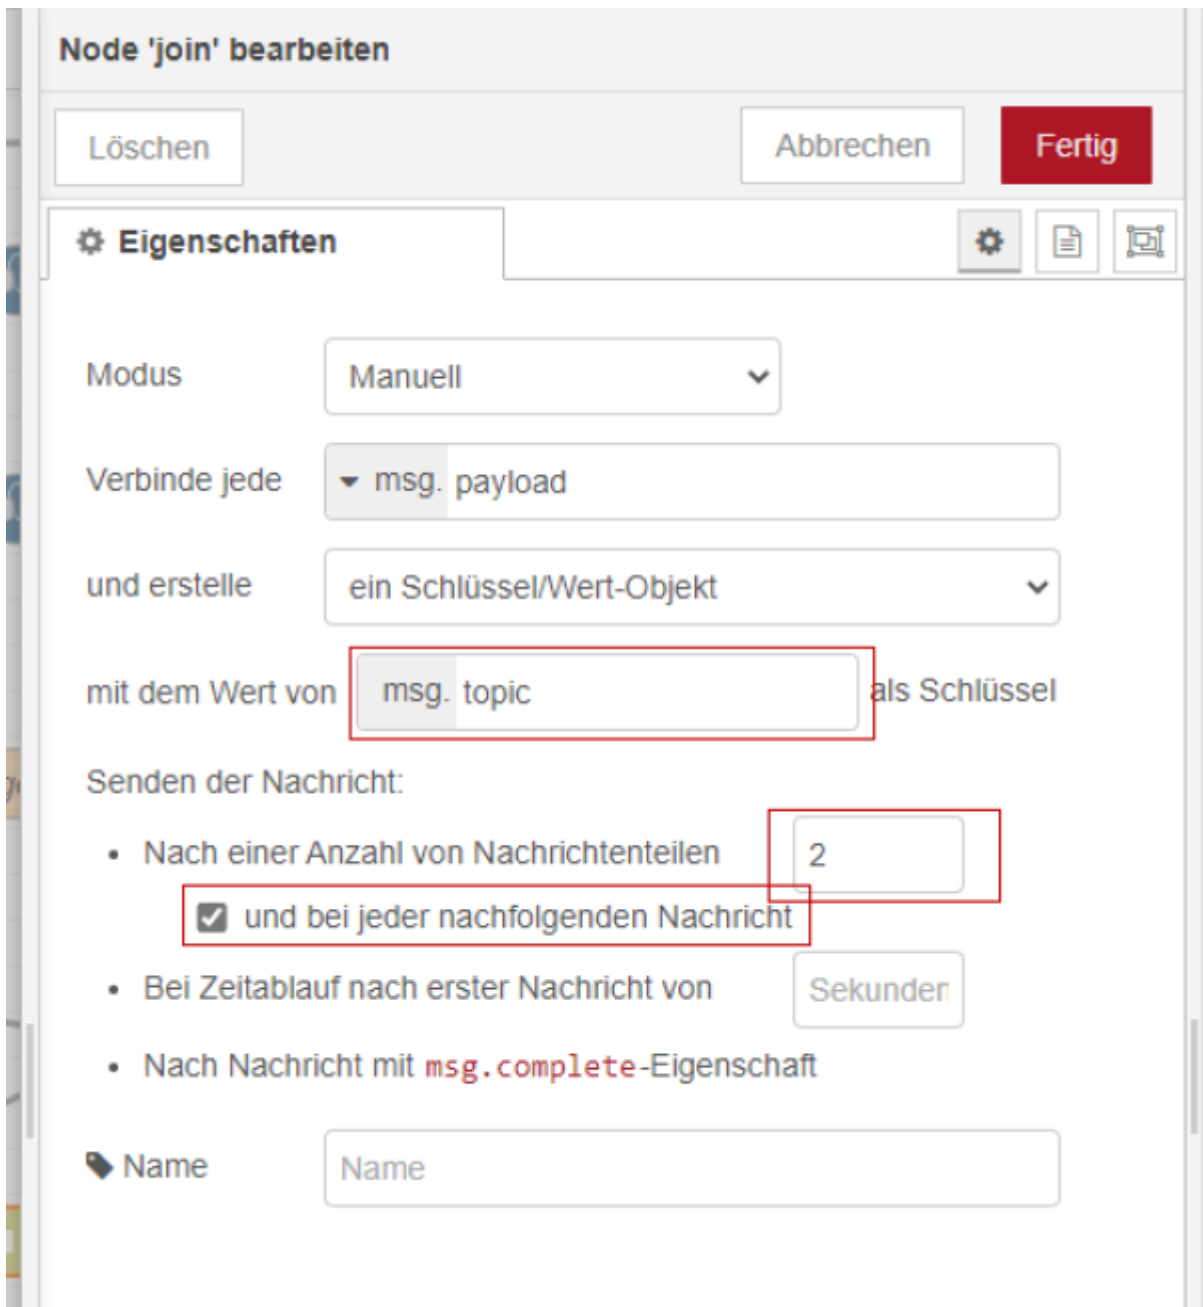 Node 'join' bearbeiten
Löschen Abbrechen Fertig
Eigenschaften
Modus Manuell
Verbinde jede msg. payload
und erstelle ein Schlüssel/Wert-Objekt
mit dem Wert von msg. topic als Schlüssel
Senden der Nachricht:
• Nach einer Anzahl von Nachrichtenteilen 2
und bei jeder nachfolgenden Nachricht
• Bei Zeitablauf nach erster Nachricht von Sekunden
• Nach Nachricht mit msg.complete-Eigenschaft
Name Name